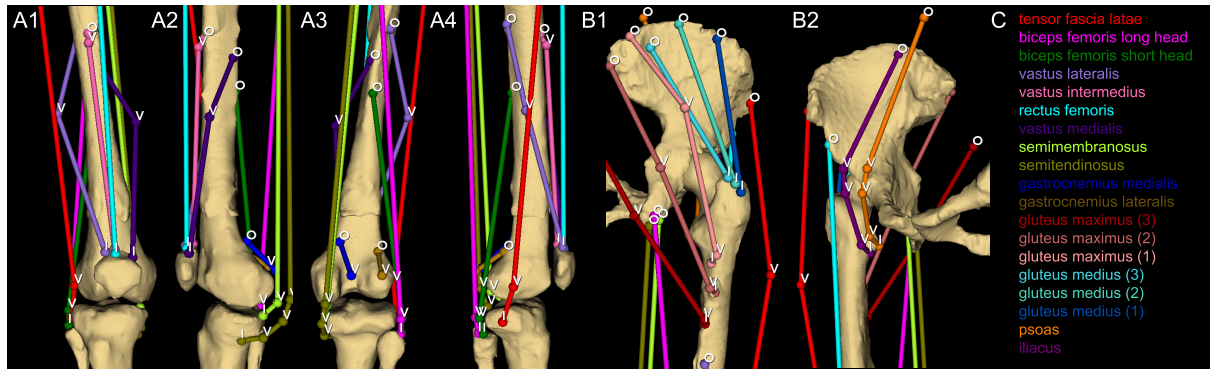 A1 A2 A3 A4 B1 B2 C
tensor fascia latae
biceps femoris long head
biceps femoris short head
vastus lateralis
vastus intermedius
rectus femoris
vastus medialis
semimembranosus
semitendinosus
gastrocnemius medialis
gastrocnemius lateralis
gluteus maximus (3)
gluteus maximus (2)
gluteus maximus (1)
gluteus medius (3)
gluteus medius (2)
gluteus medius (1)
psoas
iliacus